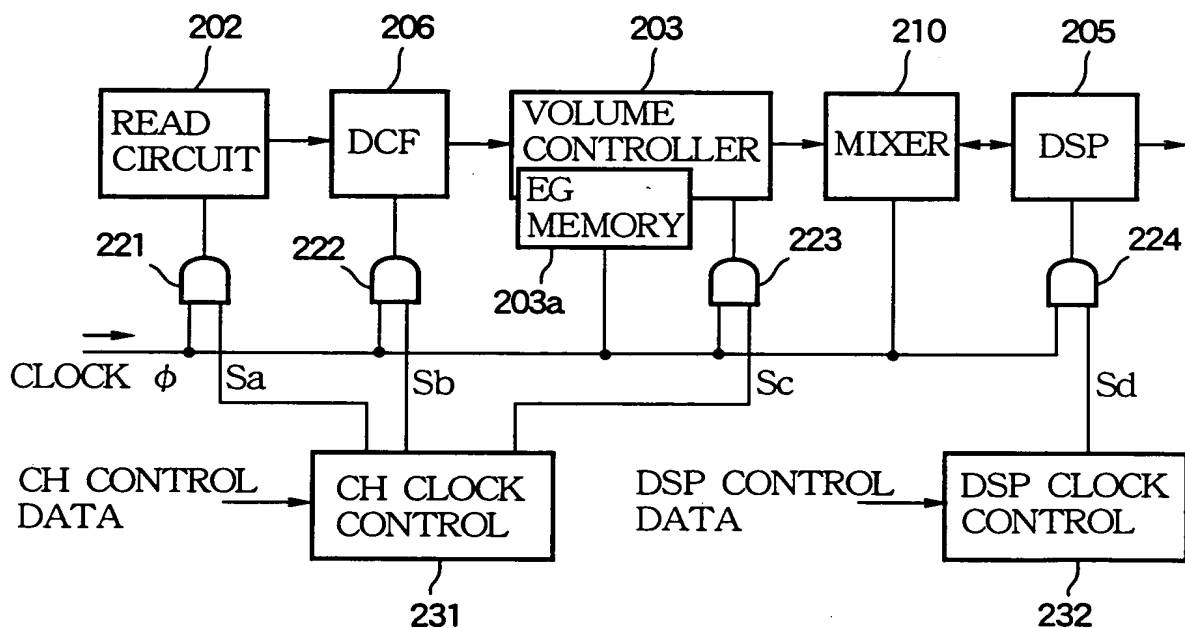 202
206
203
210
205
READ
CIRCUIT
DCF
VOLUME
CONTROLLER
MIXER
DSP
EG
MEMORY
221
222
203a
223
224
CLOCK φ
Sa
Sb
Sc
Sd
CH CONTROL
DATA
CH CLOCK
CONTROL
DSP CONTROL
DATA
DSP CLOCK
CONTROL
231
232